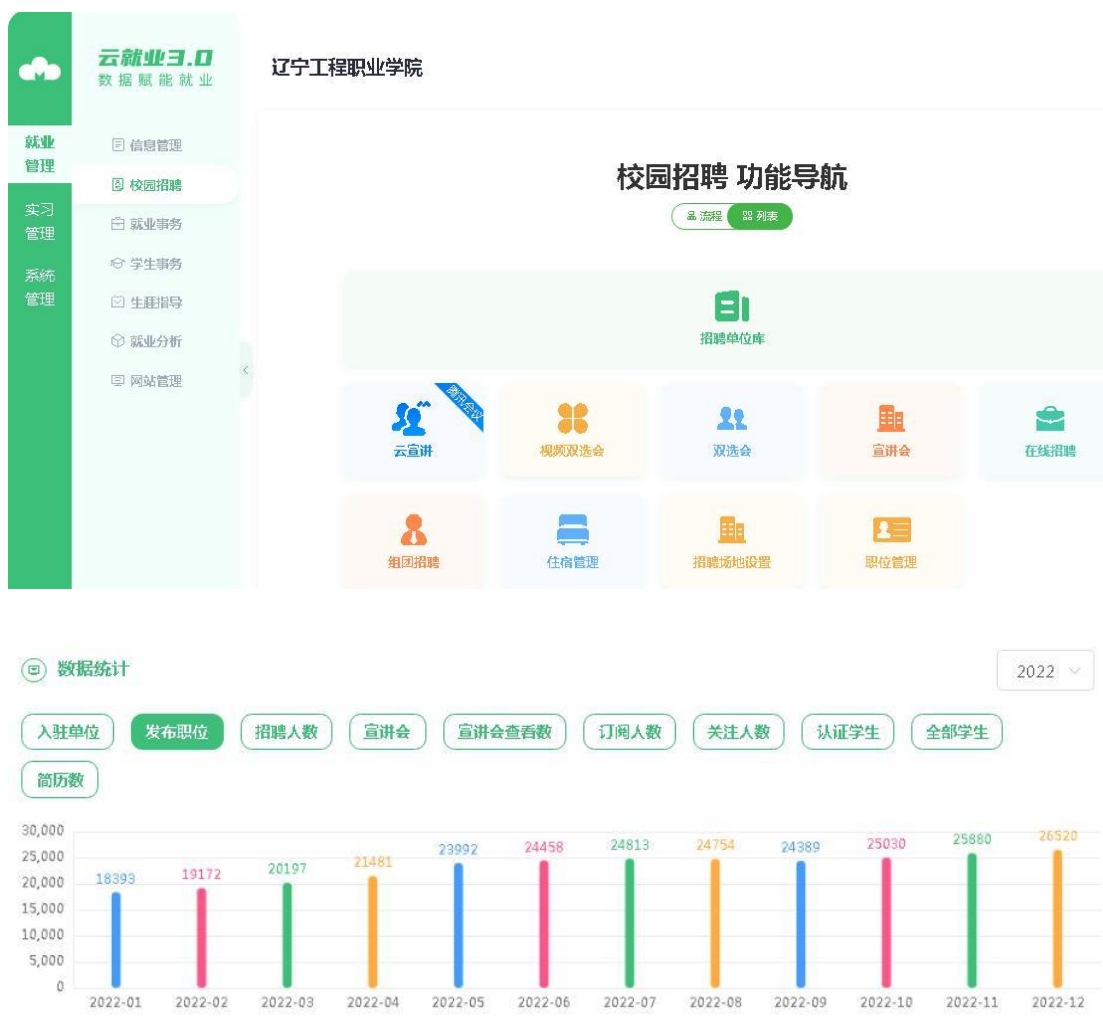 云就业3.0
数据赋能就业
辽宁工程职业学院
就业
管理
实习
管理
系统
管理
信息管理
校园招聘
就业事务
学生事务
生涯指导
就业分析
网站管理
校园招聘 功能导航
流程 列表
招聘单位库
腾讯会议
云宣讲 视频双选会 双选会 宣讲会 在线招聘
组团招聘 住宿管理 招聘场地设置 职位管理
数据统计
2022
入驻单位 发布职位 招聘人数 宣讲会 宣讲会查看数 订阅人数 关注人数 认证学生 全部学生
简历数
30,000
25,000
20,000
15,000
10,000
5,000
0
18393 19172 20197 21481 23992 24458 24813 24754 24389 25030 25880 26520
2022-01 2022-02 2022-03 2022-04 2022-05 2022-06 2022-07 2022-08 2022-09 2022-10 2022-11 2022-12